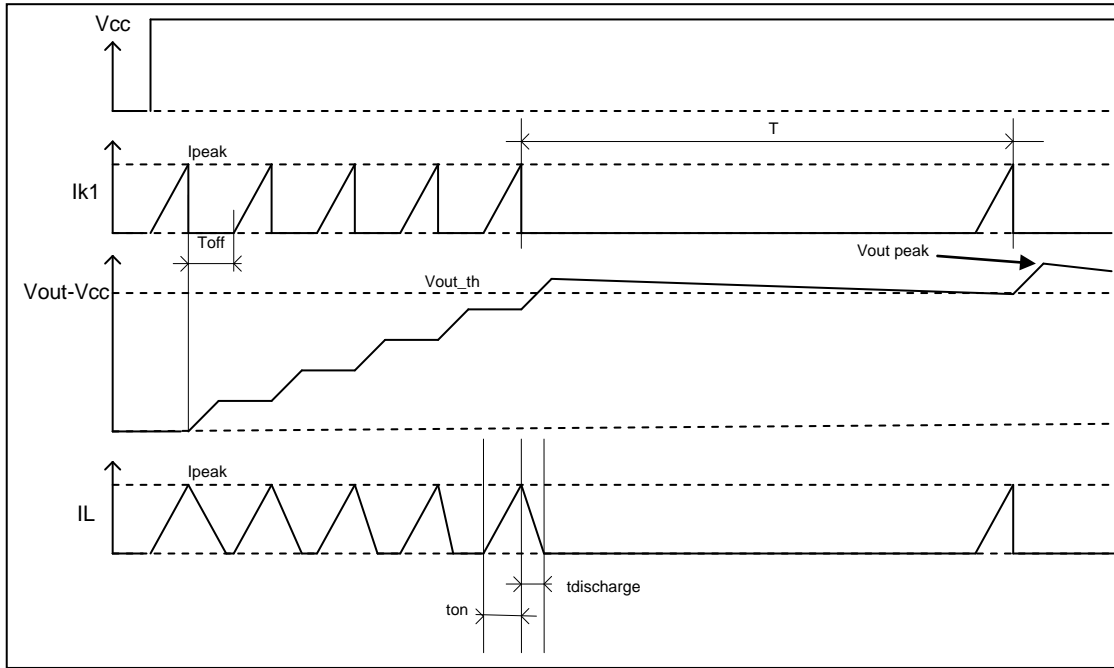 Vcc
T
Ipeak
Ik1
Toff
Vout peak
Vout_th
Vout-Vcc
Ipeak
IL
tdischarge
ton